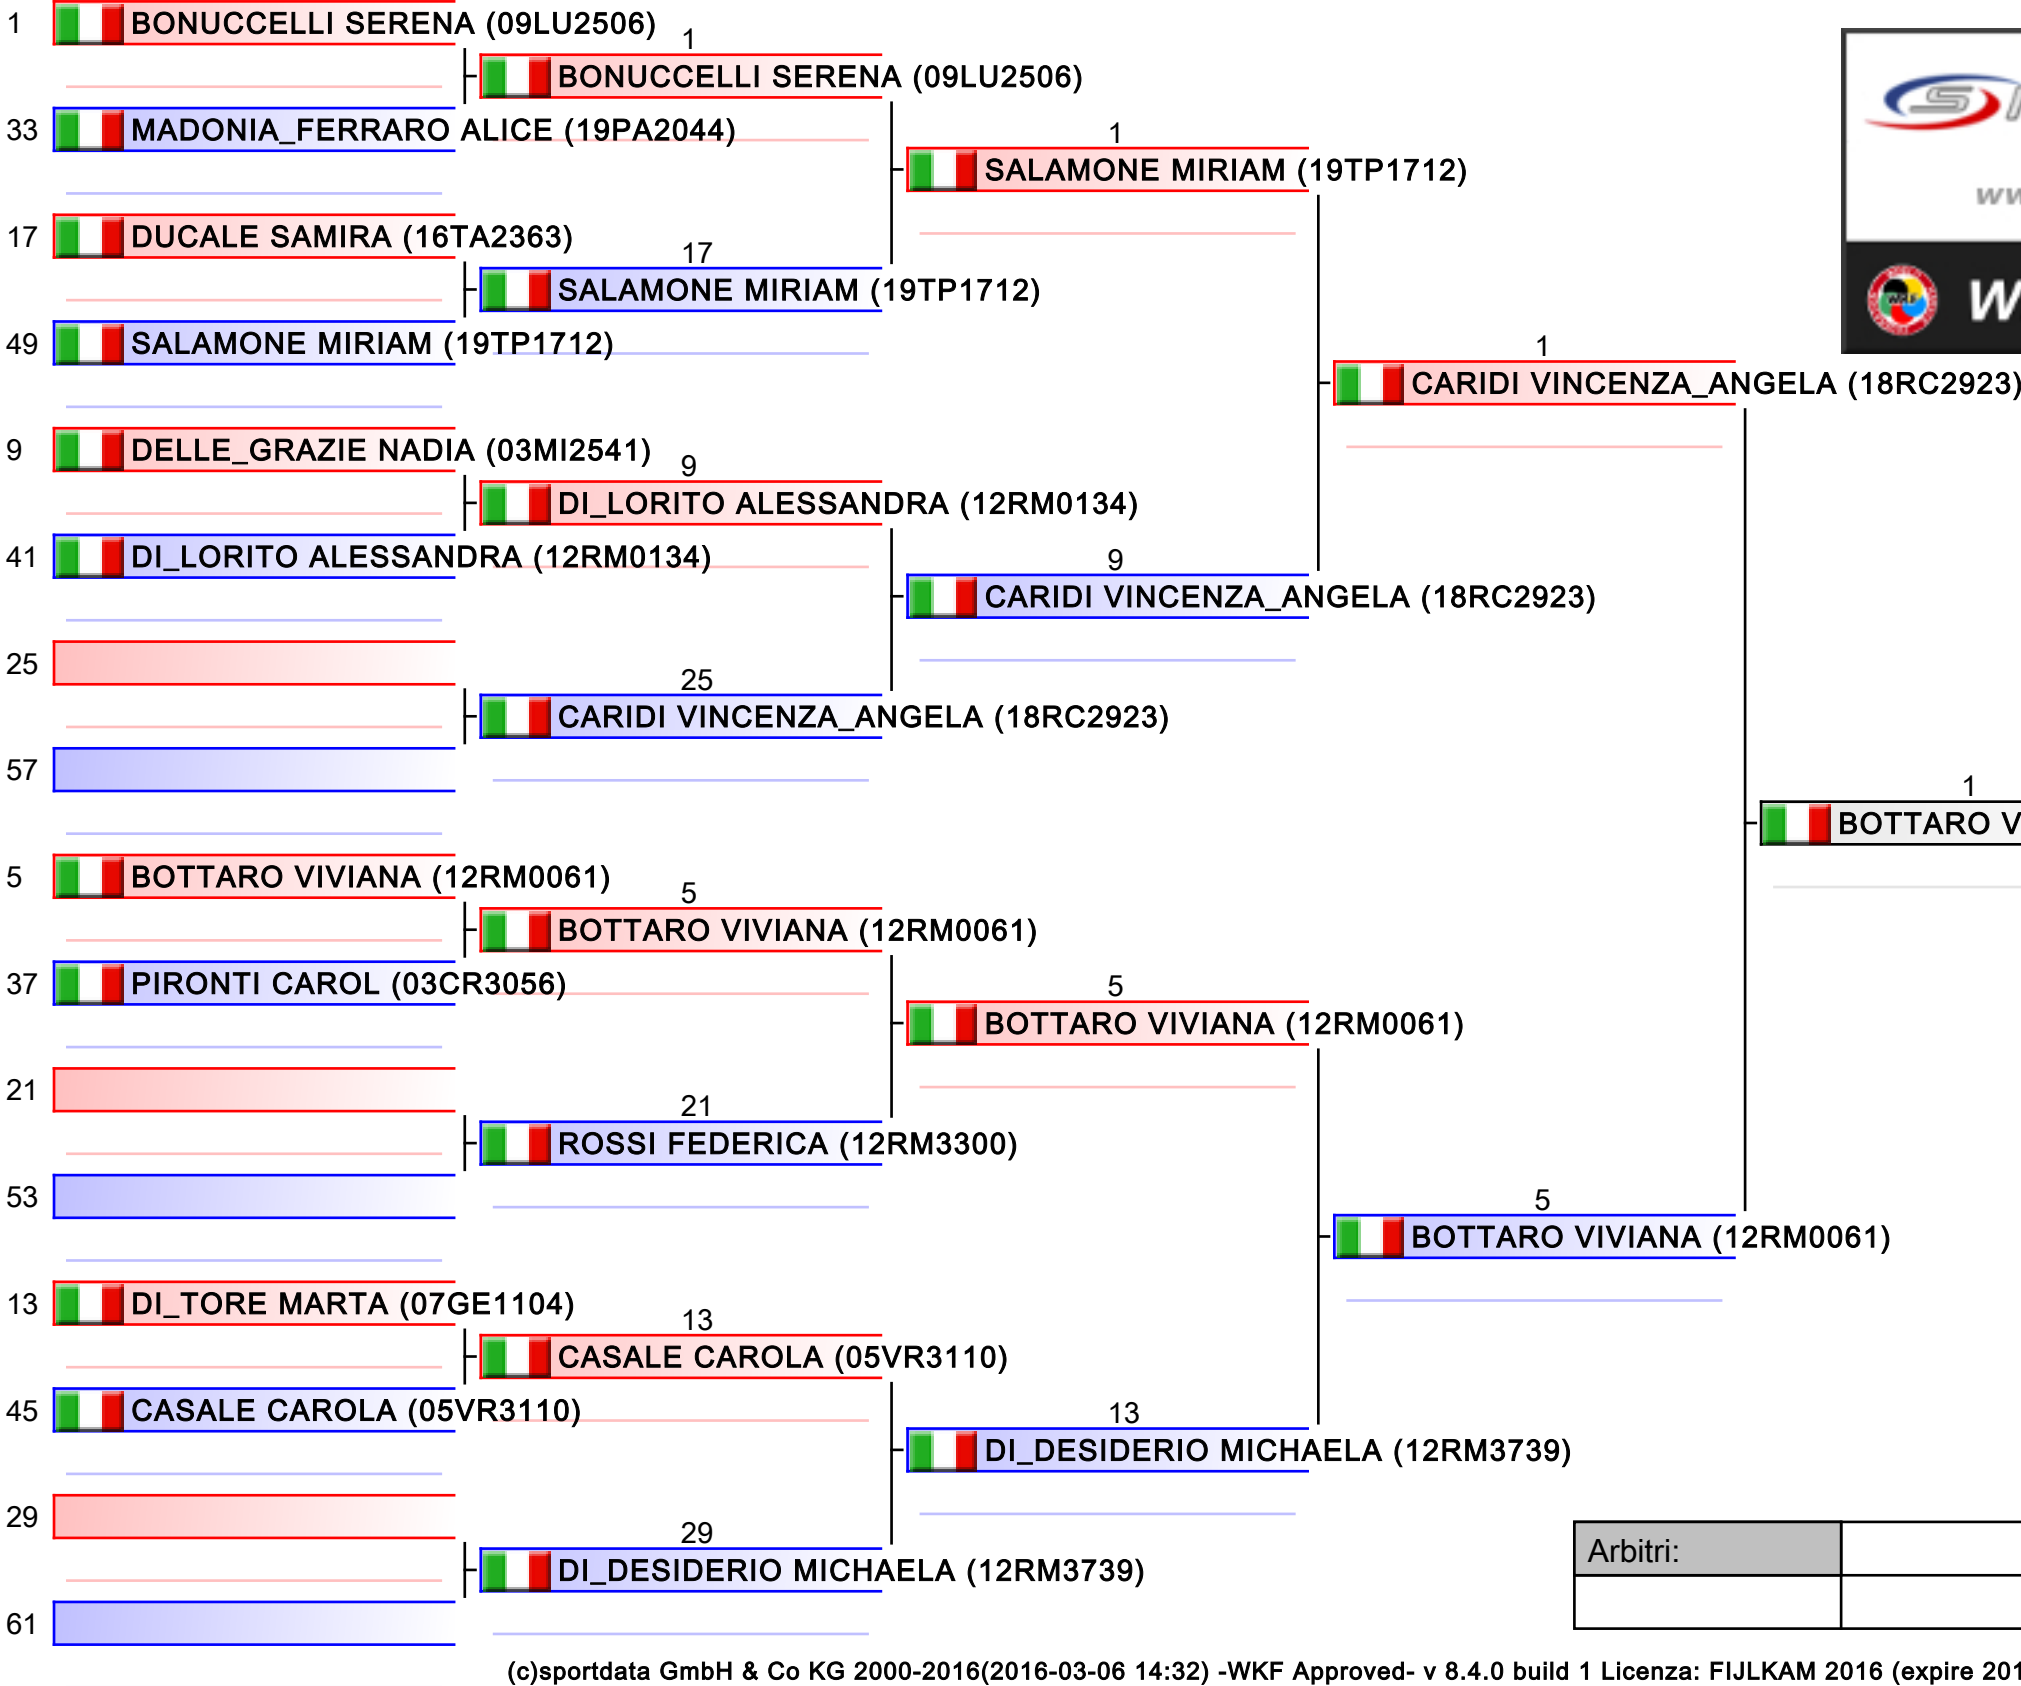 1 BONUCCELLI SERENA (09LU2506)
1
BONUCCELLI SERENA (09LU2506)
33 MADONIA_FERRARO ALICE (19PA2044)
1
SALAMONE MIRIAM (19TP1712)
17 DUCALE SAMIRA (16TA2363)
17
SALAMONE MIRIAM (19TP1712)
49 SALAMONE MIRIAM (19TP1712)
1
CARIDI VINCENZA_ANGELA (18RC2923)
9 DELLE_GRAZIE NADIA (03MI2541)
9
DI_LORITO ALESSANDRA (12RM0134)
41 DI_LORITO ALESSANDRA (12RM0134)
9
CARIDI VINCENZA_ANGELA (18RC2923)
25
25
CARIDI VINCENZA_ANGELA (18RC2923)
57
1
BOTTARO V
5 BOTTARO VIVIANA (12RM0061)
5
BOTTARO VIVIANA (12RM0061)
37 PIRONTI CAROL (03CR3056)
5
BOTTARO VIVIANA (12RM0061)
21
21
ROSSI FEDERICA (12RM3300)
53
5
BOTTARO VIVIANA (12RM0061)
13 DI_TORE MARTA (07GE1104)
13
CASALE CAROLA (05VR3110)
45 CASALE CAROLA (05VR3110)
13
DI_DESIDERIO MICHAELA (12RM3739)
29
29
DI_DESIDERIO MICHAELA (12RM3739)
61
Arbitri:
(c)sportdata GmbH & Co KG 2000-2016(2016-03-06 14:32) -WKF Approved- v 8.4.0 build 1 Licenza: FIJLKAM 2016 (expire 201